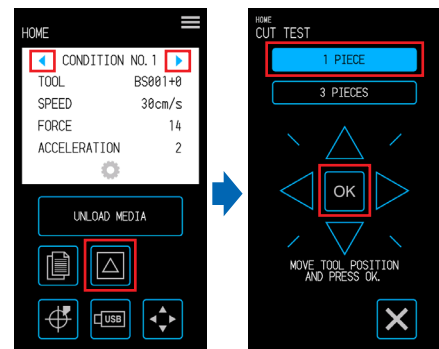 HOME
CONDITION NO.1
TOOL BS001+0
SPEED 30cm/s
FORCE 14
ACCELERATION 2
UNLOAD MEDIA
USB
HOME
CUT TEST
1 PIECE
3 PIECES
OK
MOVE TOOL POSITION
AND PRESS OK.